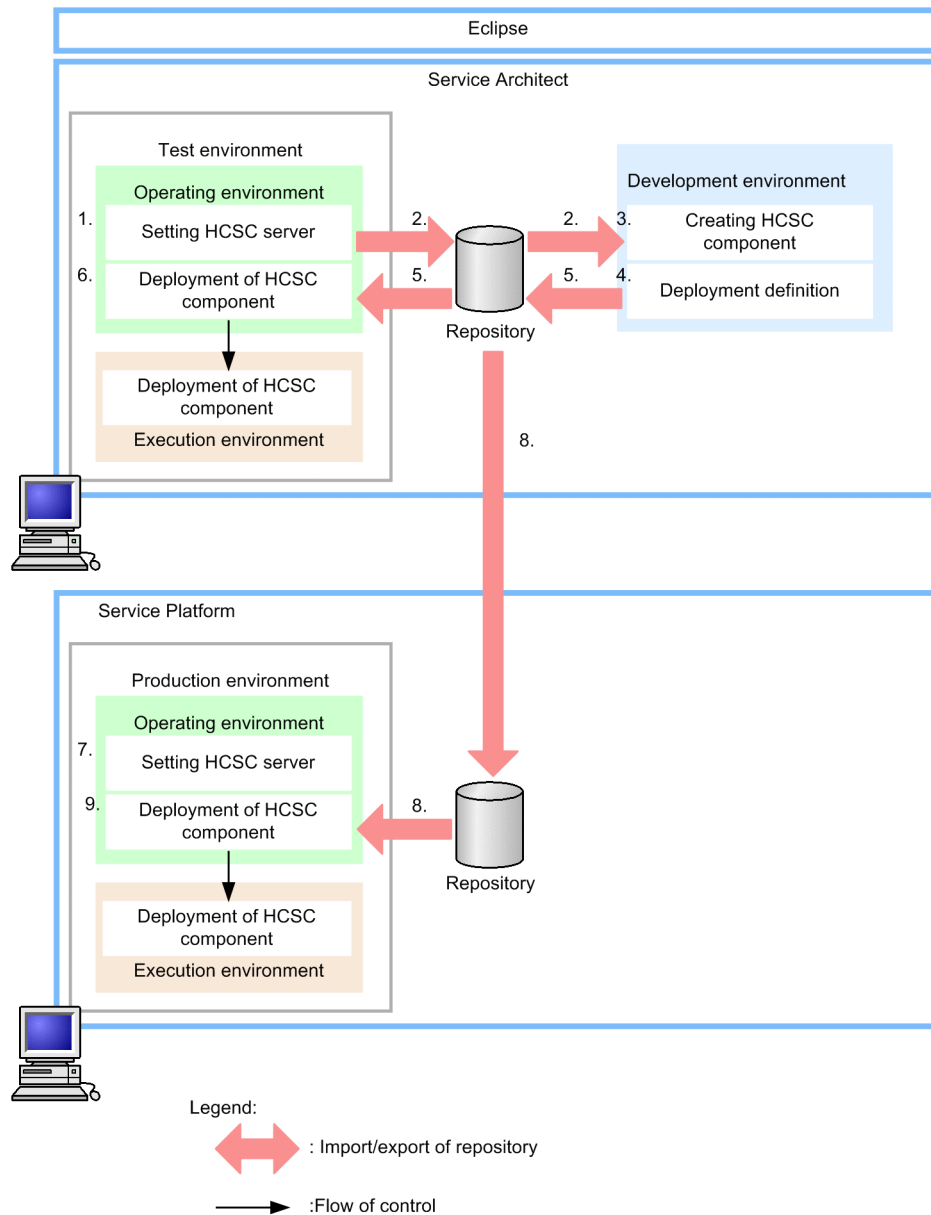 Eclipse
Service Architect
Test environment
Operating environment
1.
Setting HCSC server
2.
2.
3.
Development environment
Creating HCSC
component
6.
Deployment of HCSC
component
5.
5.
4.
Deployment definition
Repository
Deployment of HCSC
component
Execution environment
8.
Service Platform
Production environment
Operating environment
7.
Setting HCSC server
9.
Deployment of HCSC
component
8.
Repository
Deployment of HCSC
component
Execution environment
Legend:
: Import/export of repository
:Flow of control